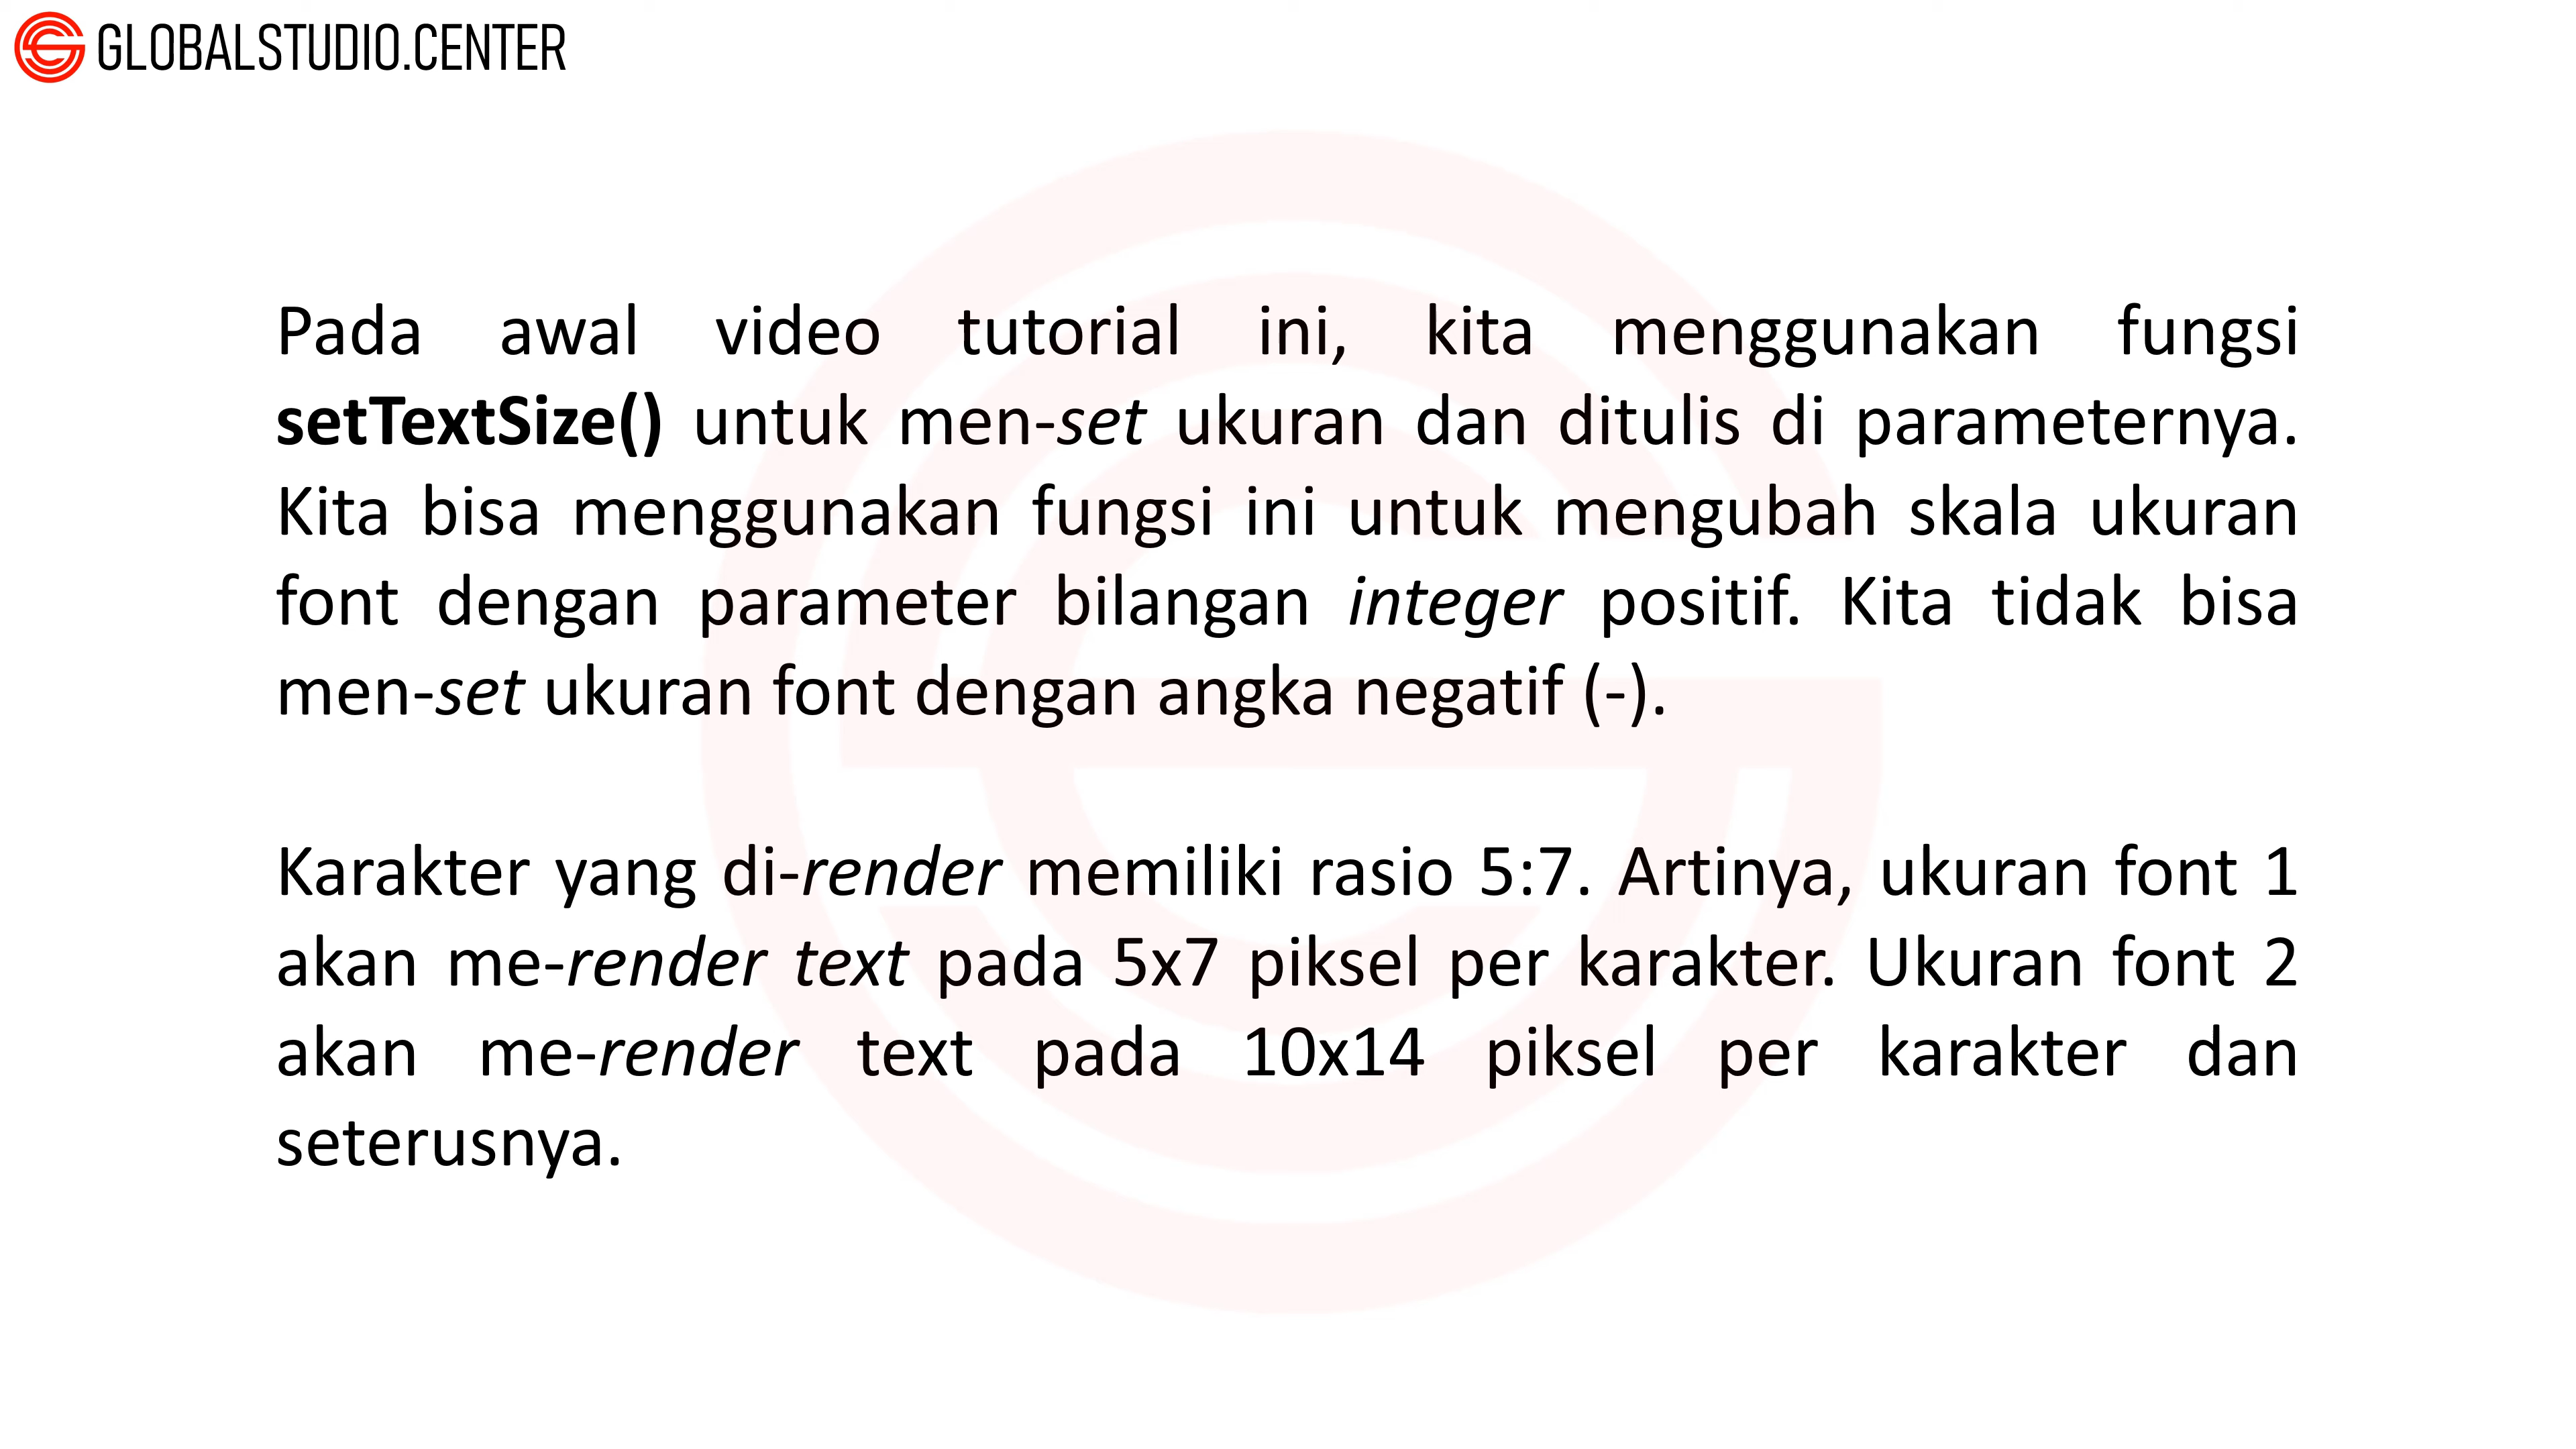 GLOBALSTUDIO.CENTER
Pada awal video tutorial ini, kita menggunakan fungsi
setTextSize() untuk men-set ukuran dan ditulis di parameternya.
Kita bisa menggunakan fungsi ini untuk mengubah skala ukuran
font dengan parameter bilangan integer positif. Kita tidak bisa
men-set ukuran font dengan angka negatif (-).
Karakter yang di-render memiliki rasio 5:7. Artinya, ukuran font 1
akan me-render text pada 5x7 piksel per karakter. Ukuran font 2
akan me-render text pada 10x14 piksel per karakter dan
seterusnya.